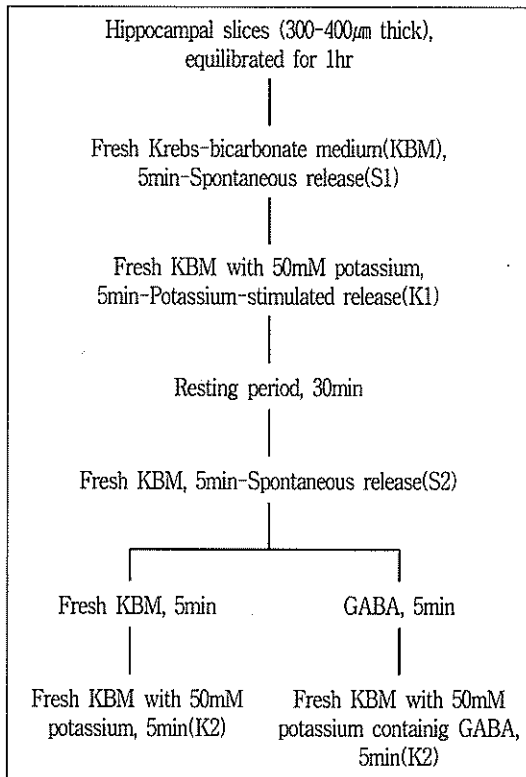 Hippocampal slices (300-400㎛ thick),
equilibrated for 1hr
Fresh Krebs-bicarbonate medium(KBM),
5min-Spontaneous release(S1)
Fresh KBM with 50mM potassium,
5min-Potassium-stimulated release(K1)
Resting period, 30min
Fresh KBM, 5min-Spontaneous release(S2)
Fresh KBM, 5min
GABA, 5min
Fresh KBM with 50mM
potassium, 5min(K2)
Fresh KBM with 50mM
potassium containig GABA,
5min(K2)